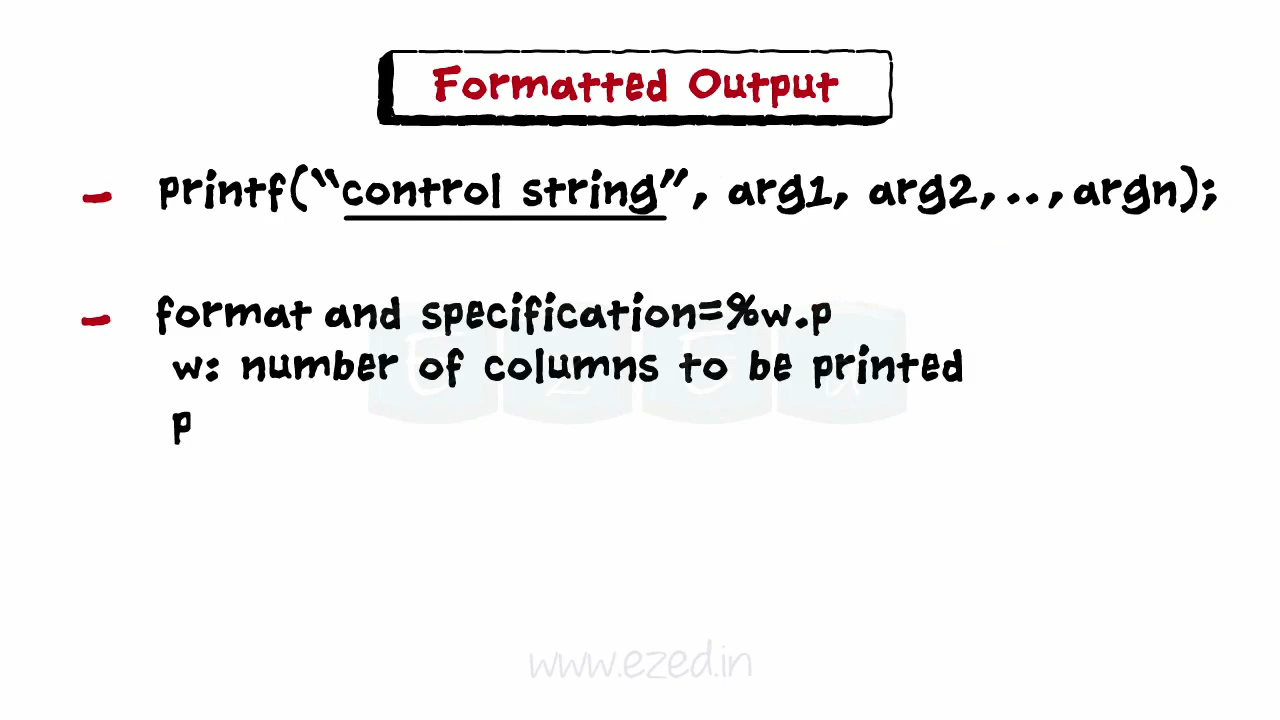 Formatted Output
- printf(“control string”, arg1, arg2,..,argn);
- format and specification=%w.p
w: number of columns to be printed
p
EZEd
www.ezed.in